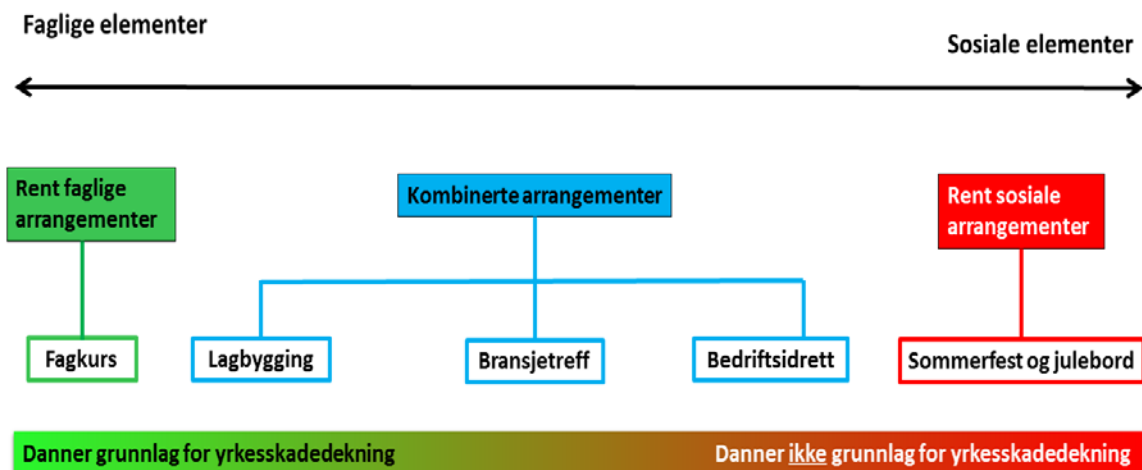 Faglige elementer
Sosiale elementer
Rent faglige
arrangementer
Kombinerte arrangementer
Rent sosiale
arrangementer
Fagkurs
Lagbygging
Bransjetreff
Bedriftsidrett
Sommerfest og julebord
Danner grunnlag for yrkesskadedekning
Danner ikke grunnlag for yrkesskadedekning